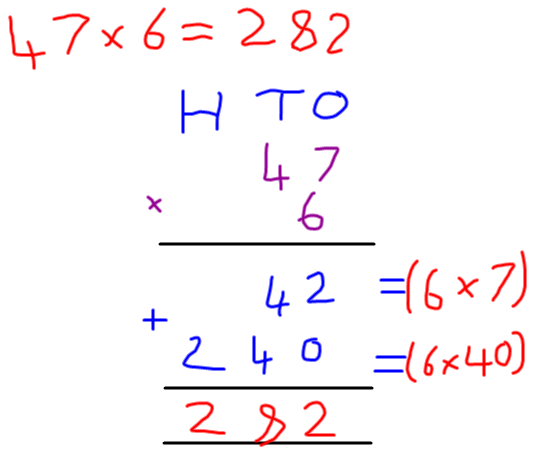 47 × 6 = 282
H T O
4 7
× 6
4 2 = (6 × 7)
+
2 4 0 = (6 × 40)
2 8 2